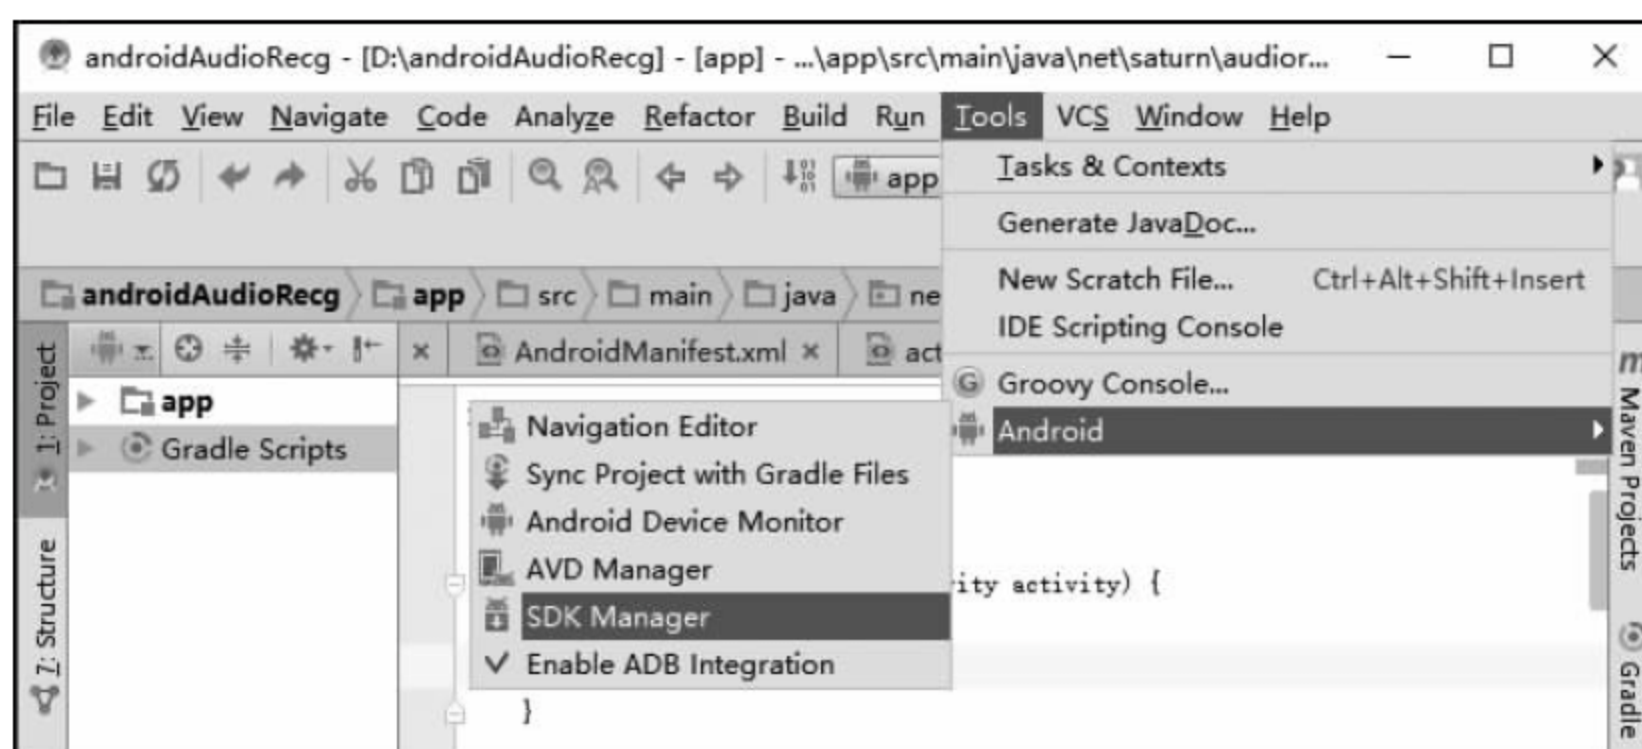 androidAudioRecg - [D:\androidAudioRecg] - [app] - ...\app\src\main\java\net\saturn\audior...
File Edit View Navigate Code Analyze Refactor Build Run Tools VCS Window Help
app
Tasks & Contexts
Generate JavaDoc...
New Scratch File... Ctrl+Alt+Shift+Insert
IDE Scripting Console
Groovy Console...
Android
androidAudioRecg app src main java ne
AndroidManifest.xml act
1: Project
7: Structure
app
Gradle Scripts
Navigation Editor
Sync Project with Gradle Files
Android Device Monitor
AVD Manager
SDK Manager
Enable ADB Integration
ity activity) {
}
Maven Projects
Gradle